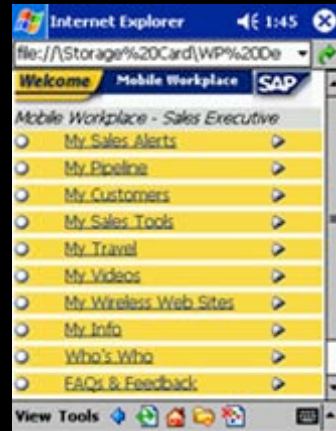 Internet Explorer 1:45
file://\Storage%20Card\WP%20De
Welcome Mobile Workplace SAP
Mobile Workplace - Sales Executive
My Sales Alerts
My Pipeline
My Customers
My Sales Tools
My Travel
My Videos
My Wireless Web Sites
My Info
Who's Who
FAQs & Feedback
View Tools